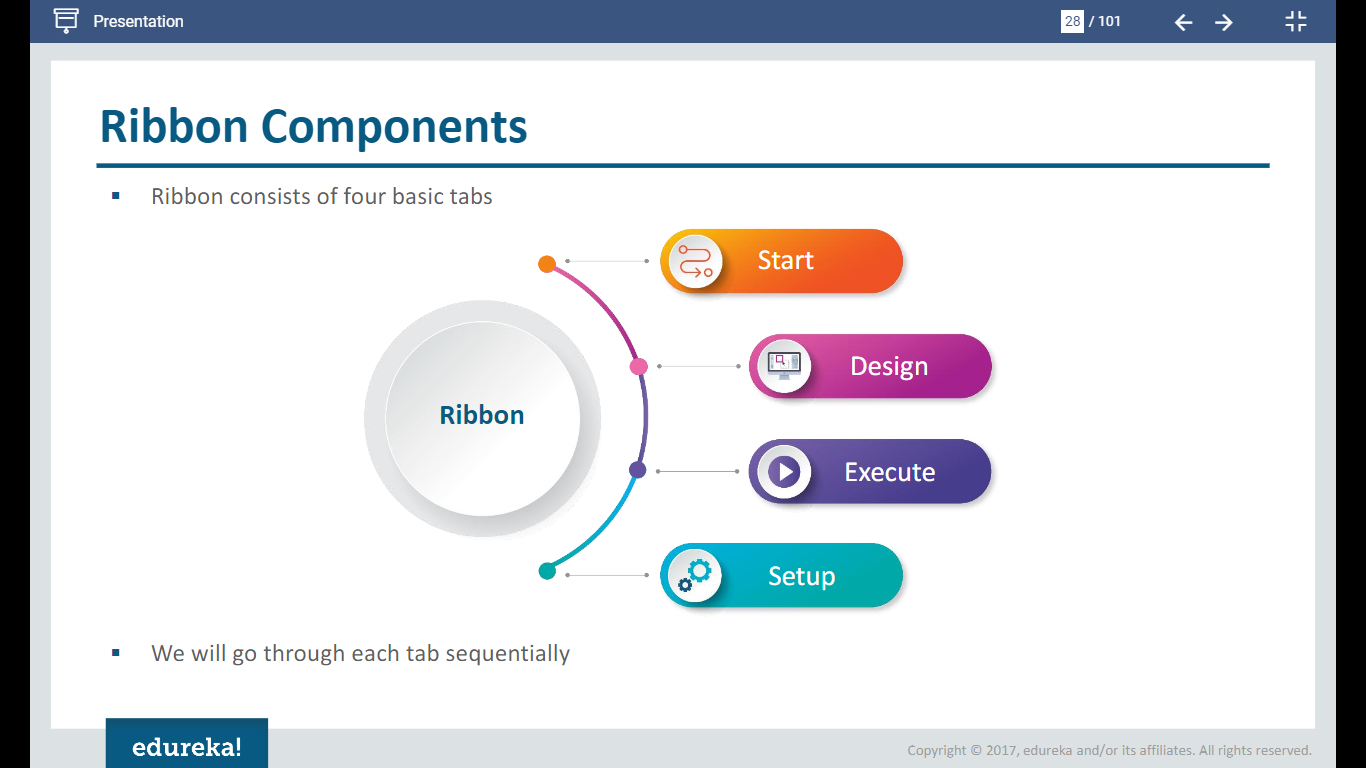 Presentation
28 / 101
Ribbon Components
▪ Ribbon consists of four basic tabs
Start
Design
Ribbon
Execute
Setup
▪ We will go through each tab sequentially
edureka!
Copyright © 2017, edureka and/or its affiliates. All rights reserved.